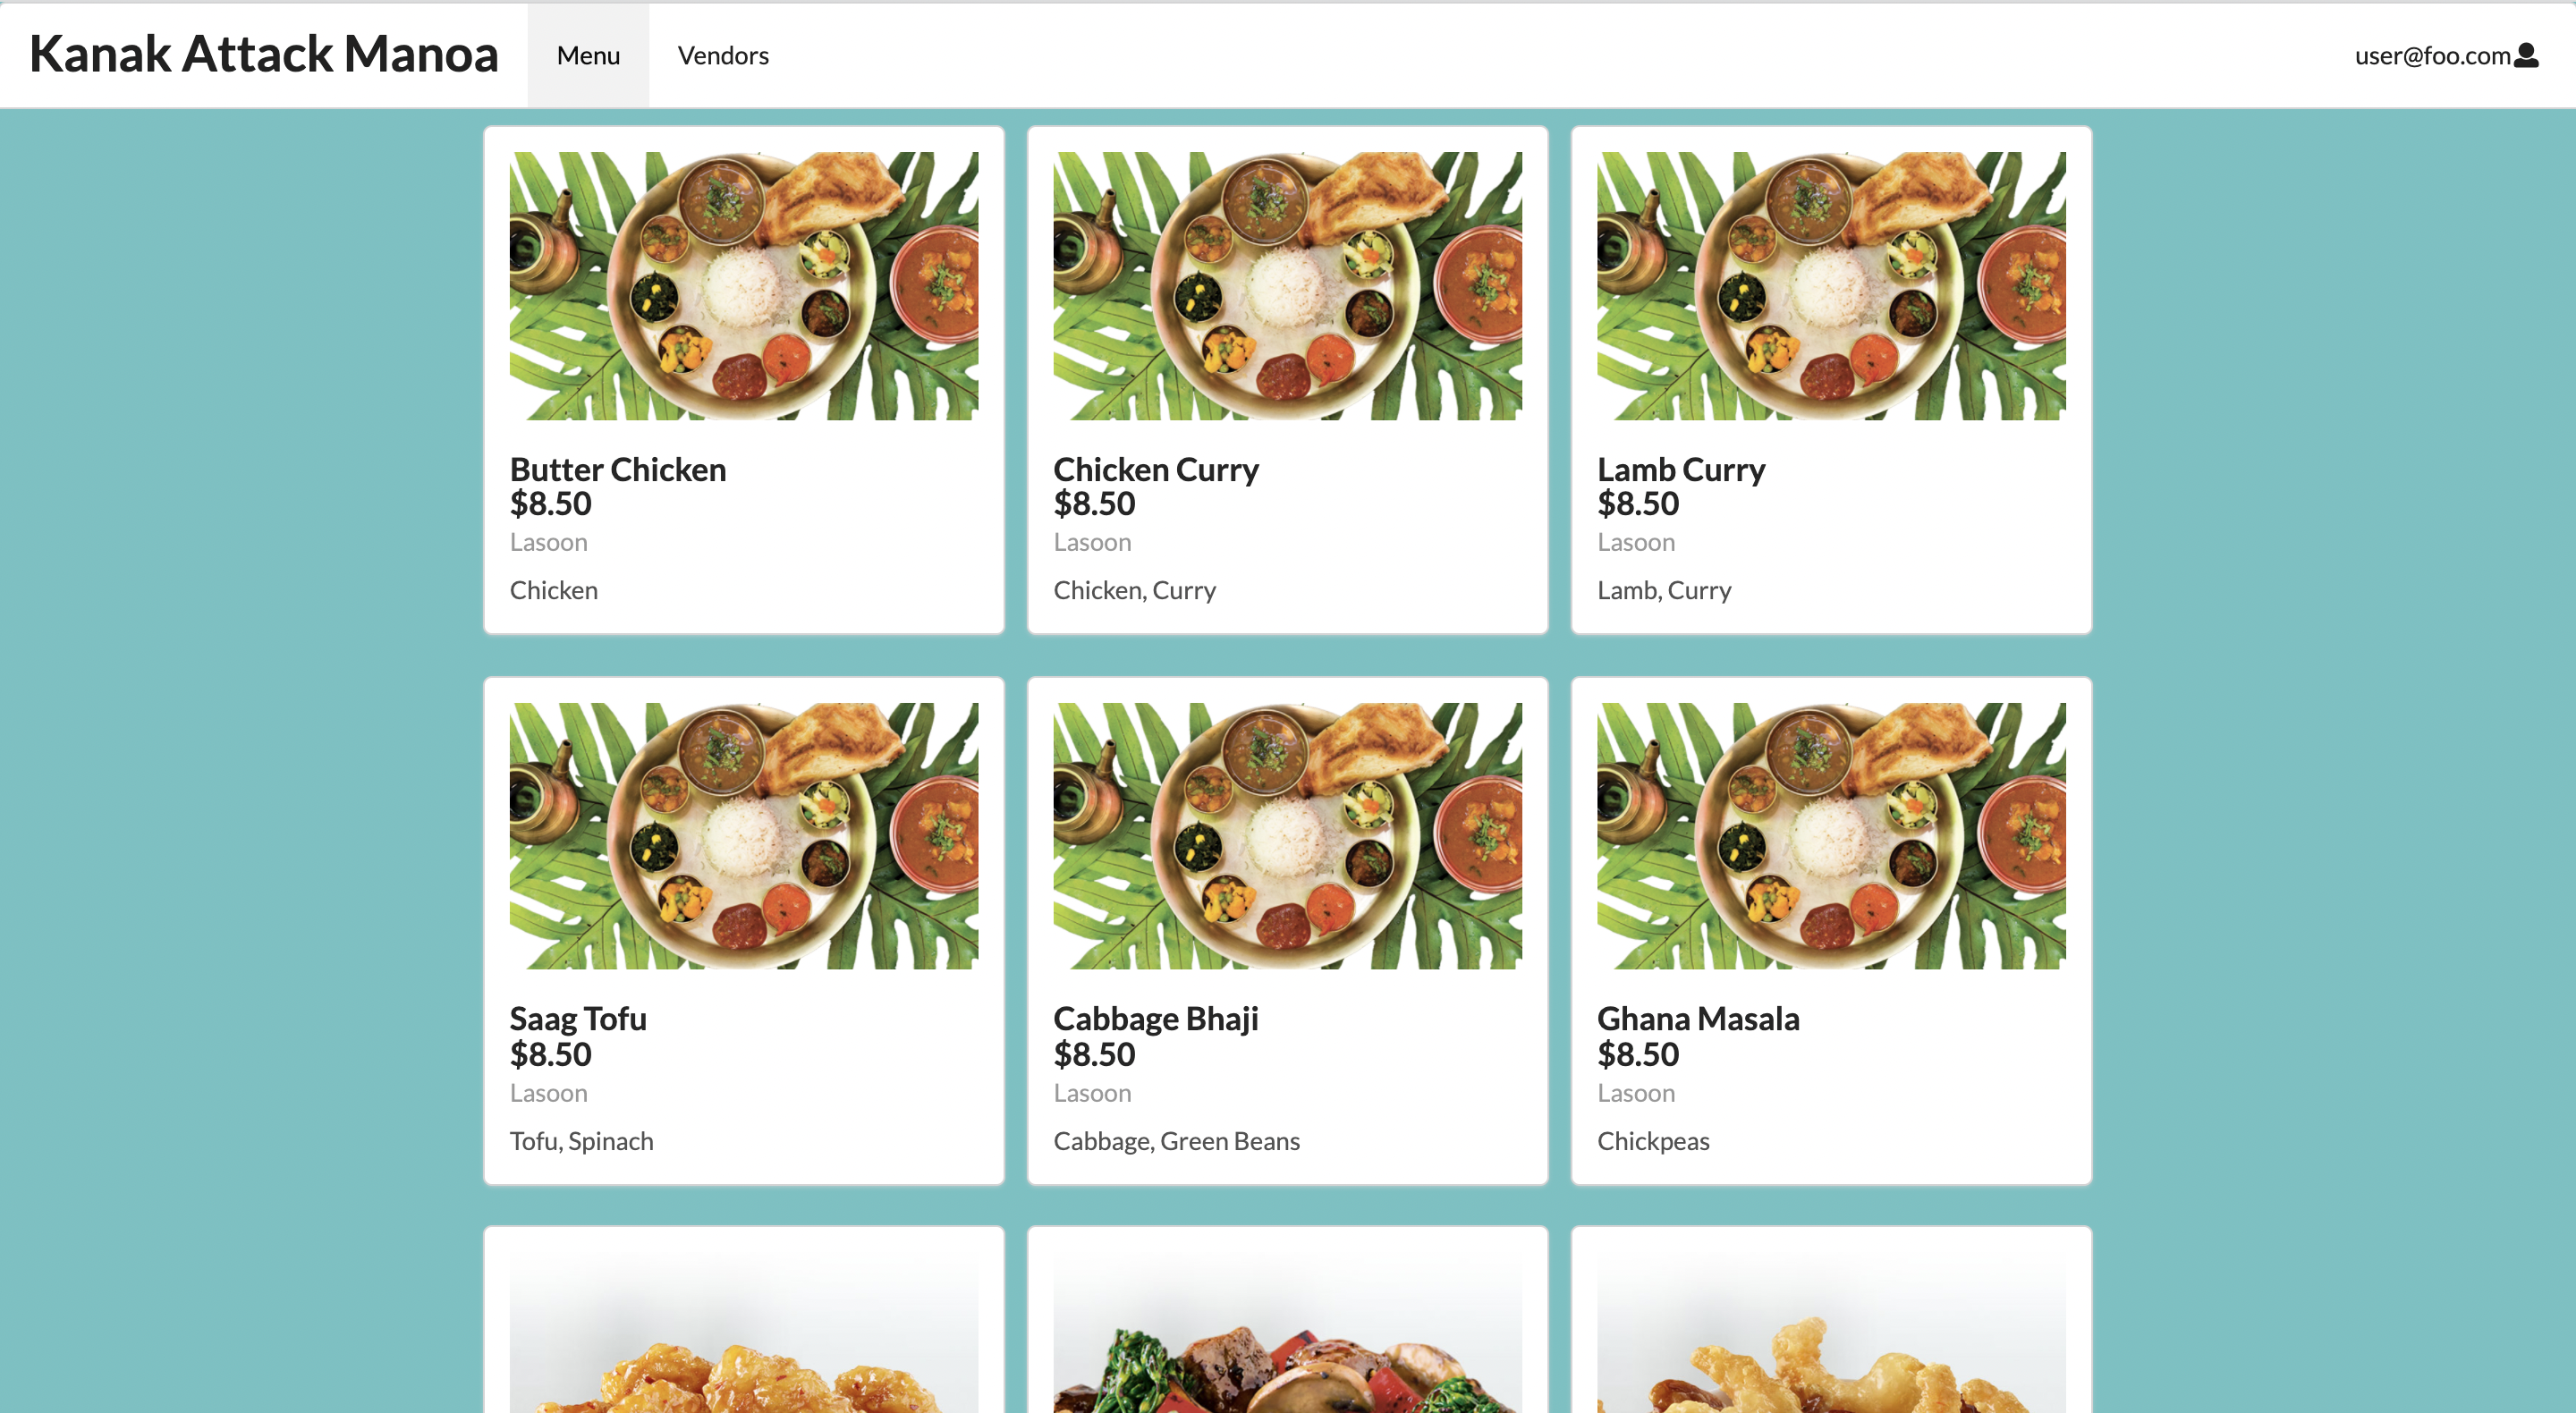 Kanak Attack Manoa Menu Vendors user@foo.com
Butter Chicken
$8.50
Lasoon
Chicken
Chicken Curry
$8.50
Lasoon
Chicken, Curry
Lamb Curry
$8.50
Lasoon
Lamb, Curry
Saag Tofu
$8.50
Lasoon
Tofu, Spinach
Cabbage Bhaji
$8.50
Lasoon
Cabbage, Green Beans
Ghana Masala
$8.50
Lasoon
Chickpeas